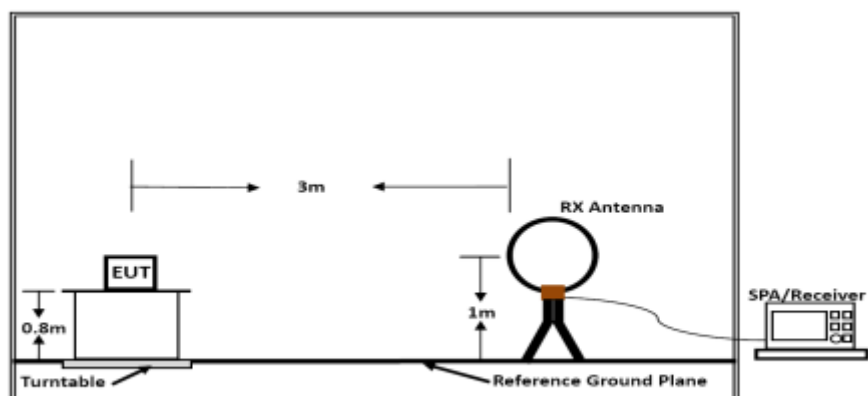 3m
RX Antenna
EUT
SPA/Receiver
0.8m
1m
Turntable
Reference Ground Plane